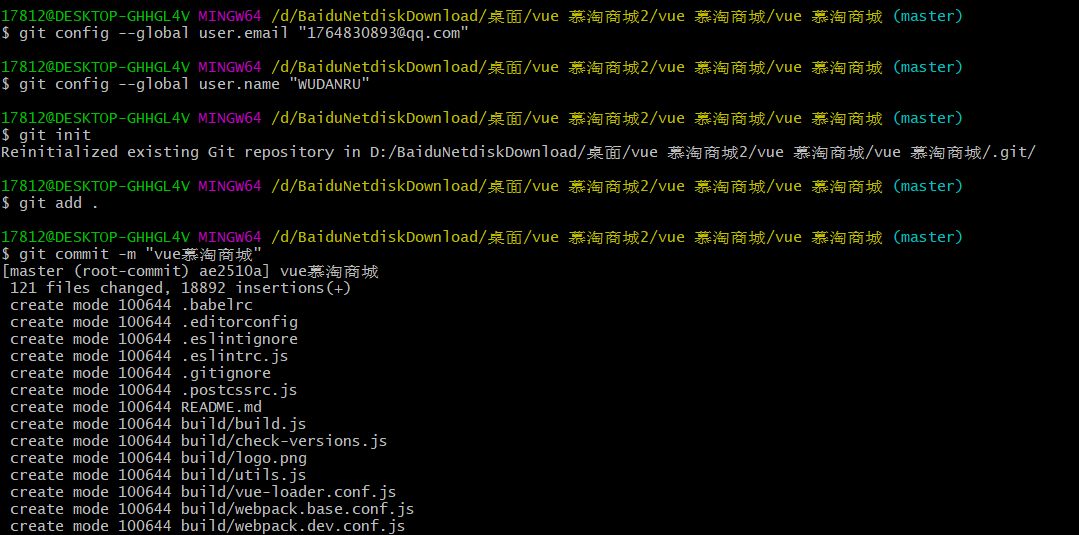 17812@DESKTOP-GHHGL4V MINGW64 /d/BaiduNetdiskDownload/桌面/vue 慕淘商城2/vue 慕淘商城/vue 慕淘商城 (master)
$ git config --global user.email "1764830893@qq.com"
17812@DESKTOP-GHHGL4V MINGW64 /d/BaiduNetdiskDownload/桌面/vue 慕淘商城2/vue 慕淘商城/vue 慕淘商城 (master)
$ git config --global user.name "WUDANRU"
17812@DESKTOP-GHHGL4V MINGW64 /d/BaiduNetdiskDownload/桌面/vue 慕淘商城2/vue 慕淘商城/vue 慕淘商城 (master)
$ git init
Reinitialized existing Git repository in D:/BaiduNetdiskDownload/桌面/vue 慕淘商城2/vue 慕淘商城/vue 慕淘商城/.git/
17812@DESKTOP-GHHGL4V MINGW64 /d/BaiduNetdiskDownload/桌面/vue 慕淘商城2/vue 慕淘商城/vue 慕淘商城 (master)
$ git add .
17812@DESKTOP-GHHGL4V MINGW64 /d/BaiduNetdiskDownload/桌面/vue 慕淘商城2/vue 慕淘商城/vue 慕淘商城 (master)
$ git commit -m "vue慕淘商城"
[master (root-commit) ae2510a] vue慕淘商城
121 files changed, 18892 insertions(+)
create mode 100644 .babelrc
create mode 100644 .editorconfig
create mode 100644 .eslintignore
create mode 100644 .eslintrc.js
create mode 100644 .gitignore
create mode 100644 .postcssrc.js
create mode 100644 README.md
create mode 100644 build/build.js
create mode 100644 build/check-versions.js
create mode 100644 build/logo.png
create mode 100644 build/utils.js
create mode 100644 build/vue-loader.conf.js
create mode 100644 build/webpack.base.conf.js
create mode 100644 build/webpack.dev.conf.js